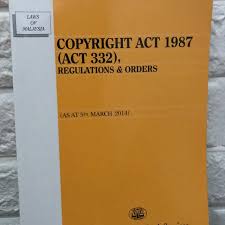 LAWS
OF
MALAYSIA
COPYRIGHT ACT 1987
(ACT 332),
REGULATIONS & ORDERS
(AS AT 5TH MARCH 2014)